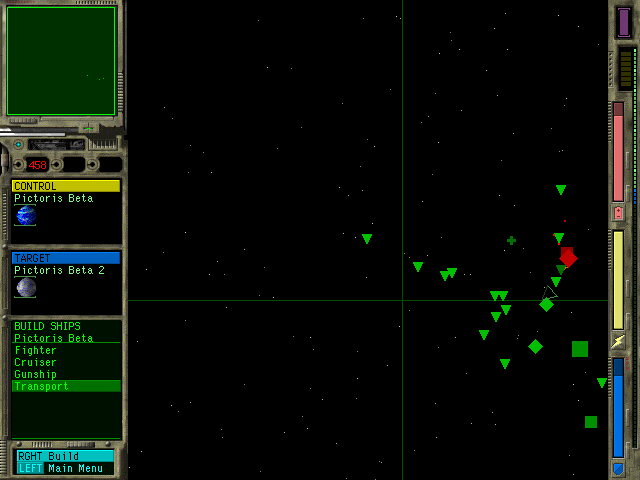 458
CONTROL
Pictoris Beta
TARGET
Pictoris Beta 2
BUILD SHIPS
Pictoris Beta
Fighter
Cruiser
Gunship
Transport
RGHT Build
LEFT Main Menu